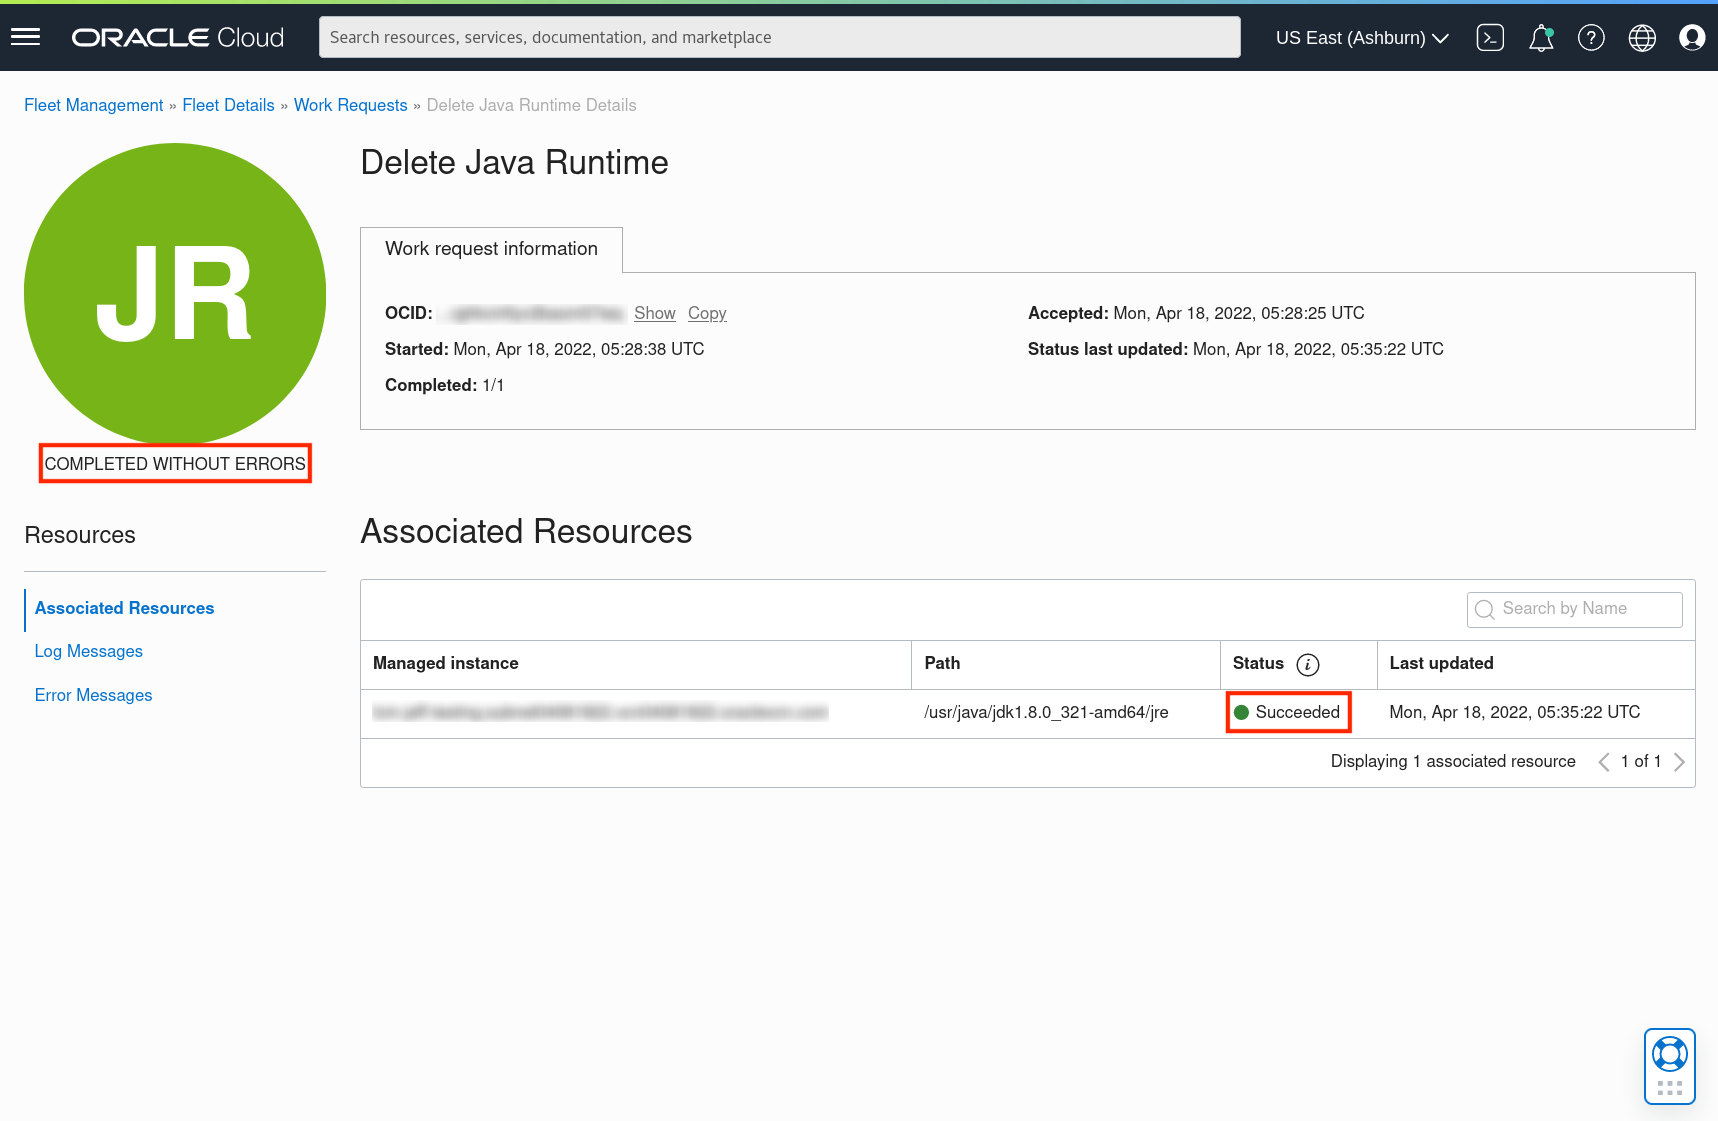 ORACLE Cloud
Search resources, services, documentation, and marketplace
US East (Ashburn)
Fleet Management » Fleet Details » Work Requests » Delete Java Runtime Details
JR
COMPLETED WITHOUT ERRORS
Resources
Associated Resources
Log Messages
Error Messages
Delete Java Runtime
Work request information
OCID: Show Copy
Started: Mon, Apr 18, 2022, 05:28:38 UTC
Completed: 1/1
Accepted: Mon, Apr 18, 2022, 05:28:25 UTC
Status last updated: Mon, Apr 18, 2022, 05:35:22 UTC
Associated Resources
Search by Name
Managed instance Path Status i Last updated
/usr/java/jdk1.8.0_321-amd64/jre Succeeded Mon, Apr 18, 2022, 05:35:22 UTC
Displaying 1 associated resource 1 of 1